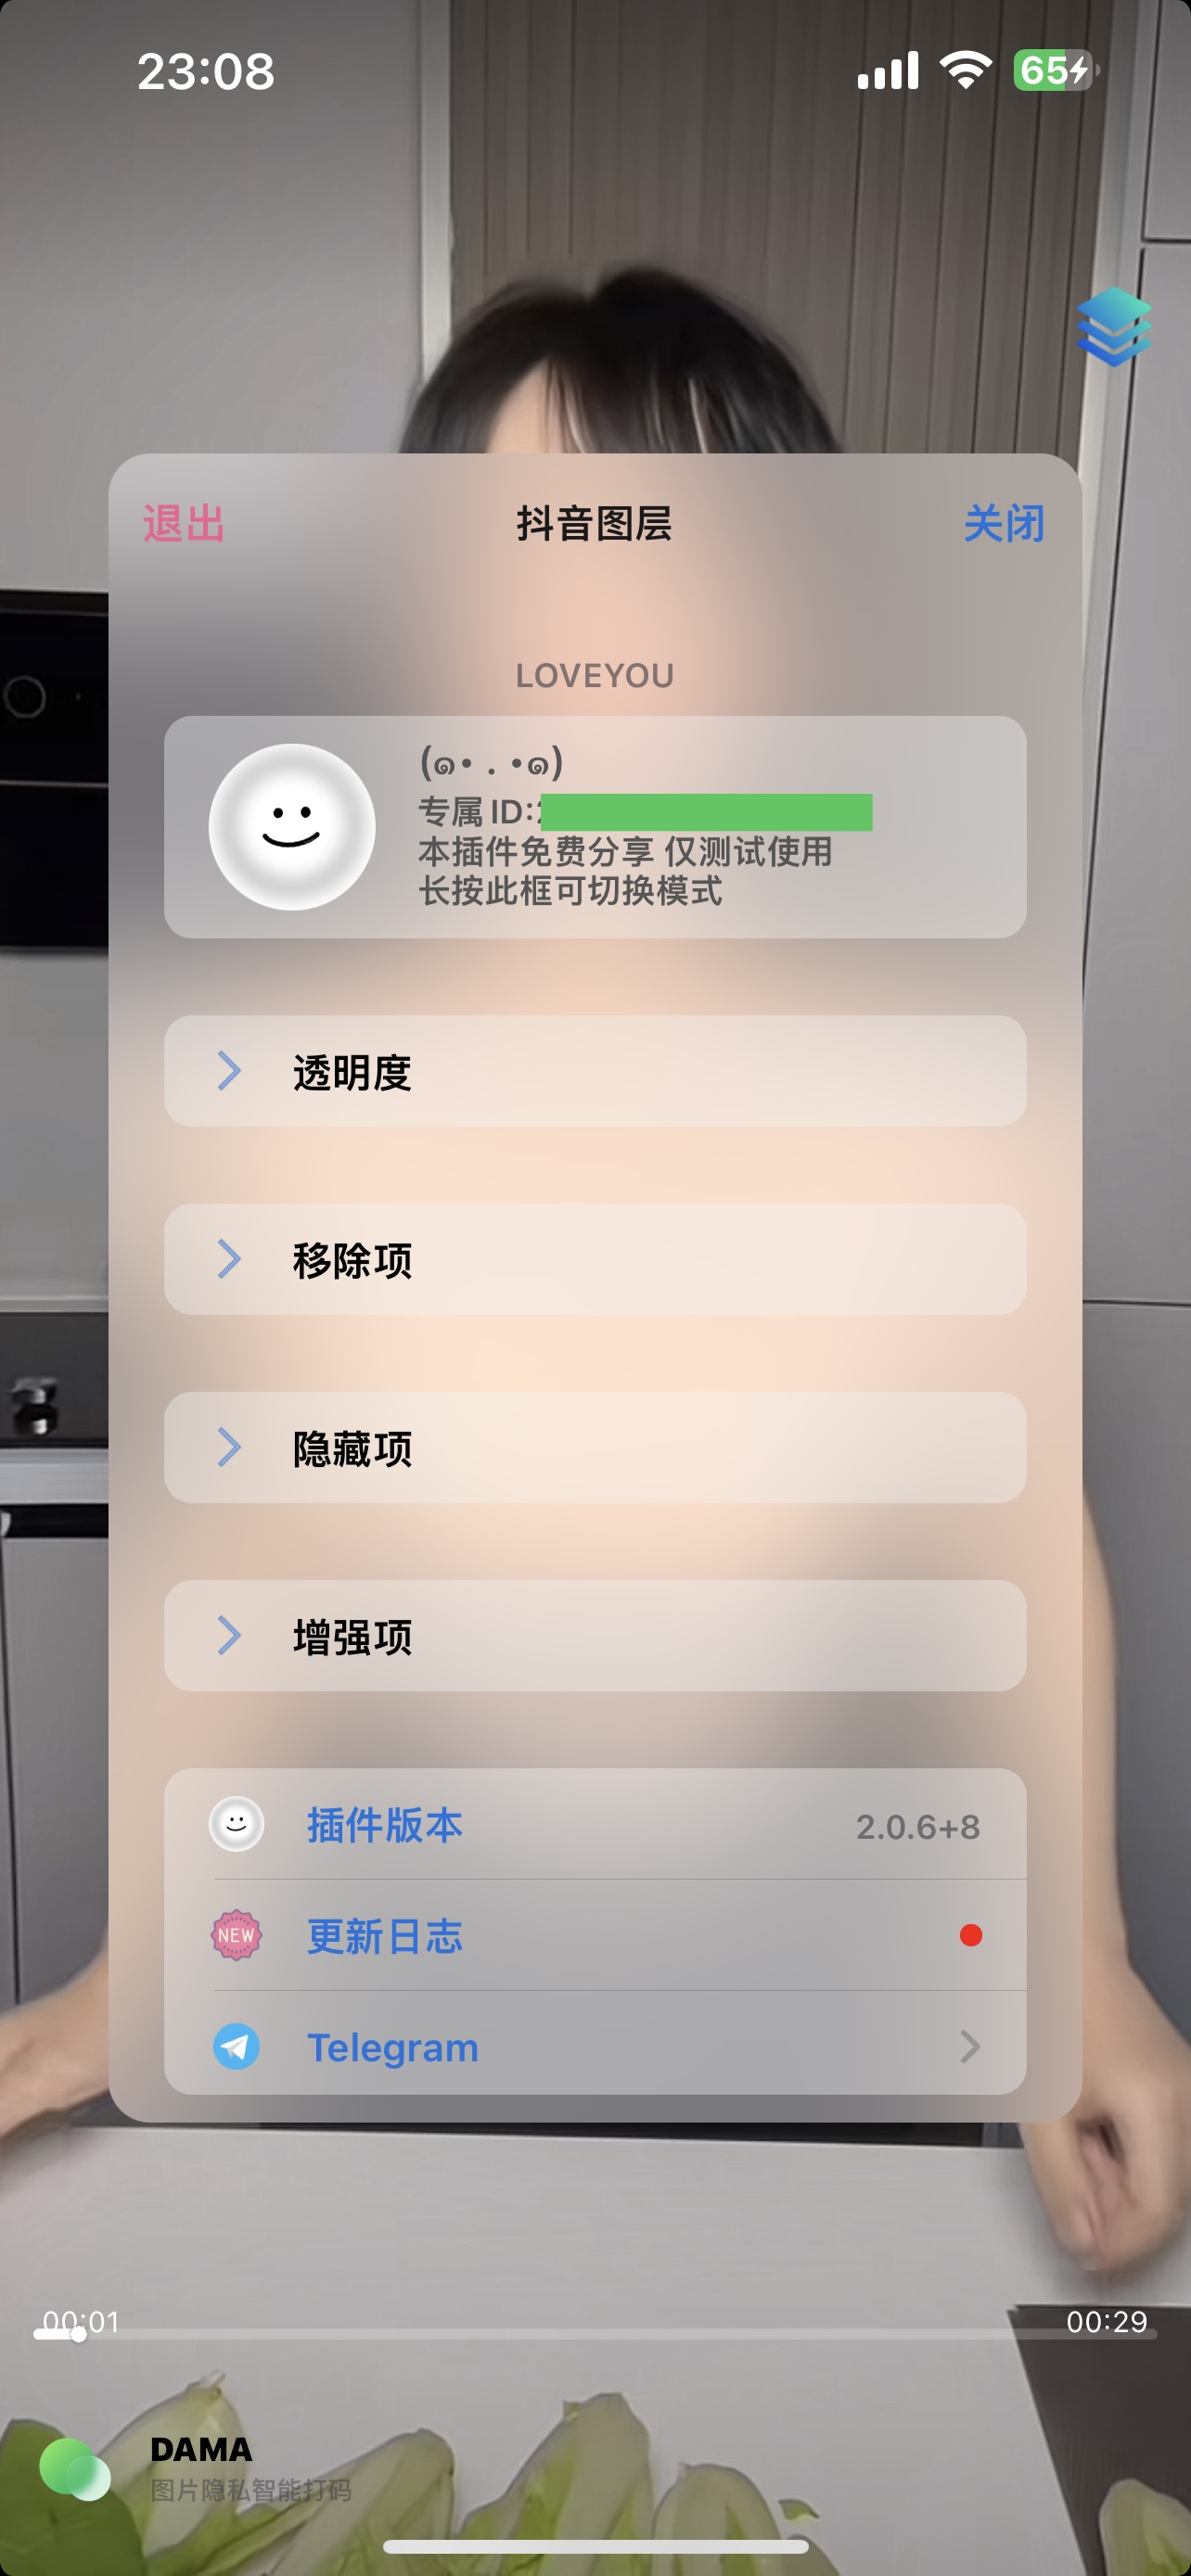 23:08
65
退出
抖音图层
关闭
LOVEYOU
(๑• . •๑)
专属 ID:
本插件免费分享 仅测试使用
长按此框可切换模式
透明度
移除项
隐藏项
增强项
插件版本
2.0.6+8
NEW
更新日志
Telegram
00:01
00:29
DAMA
图片隐私智能打码